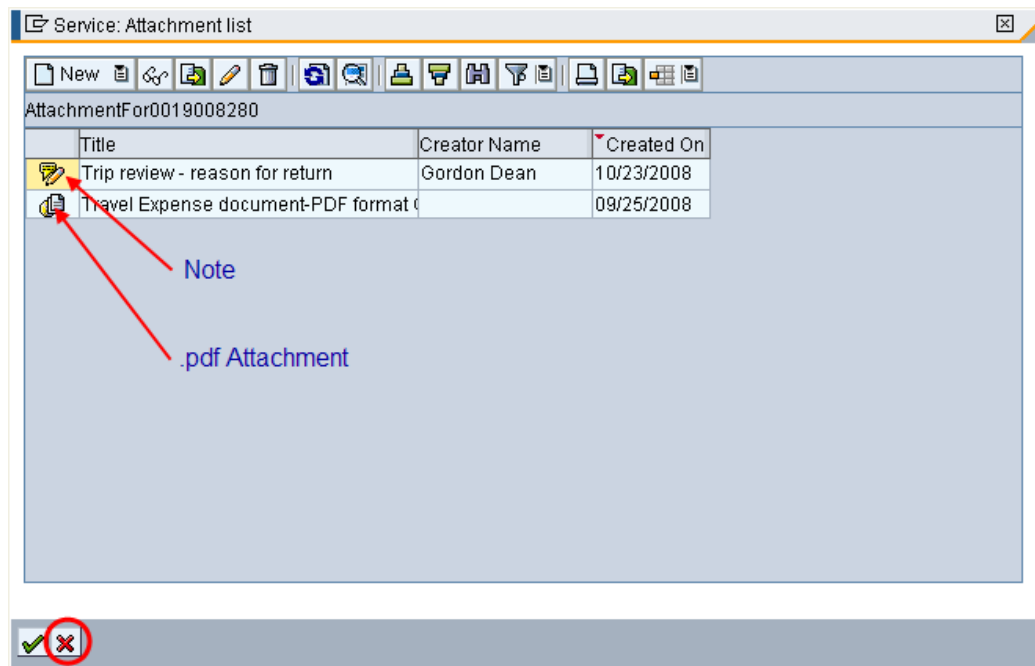 Service: Attachment list
New
AttachmentFor0019008280
Title Creator Name Created On
Trip review - reason for return Gordon Dean 10/23/2008
Travel Expense document-PDF format 09/25/2008
Note
.pdf Attachment